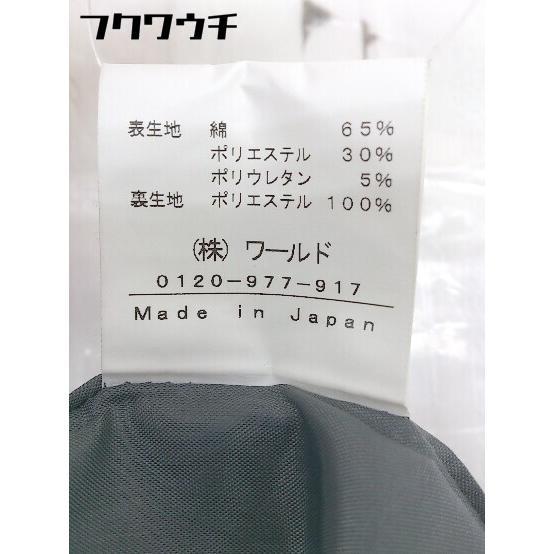 フクワウチ
表生地 綿 65%
ポリエステル 30%
ポリウレタン 5%
裏生地 ポリエステル 100%
(株) ワールド
0120-977-917
Made in Japan